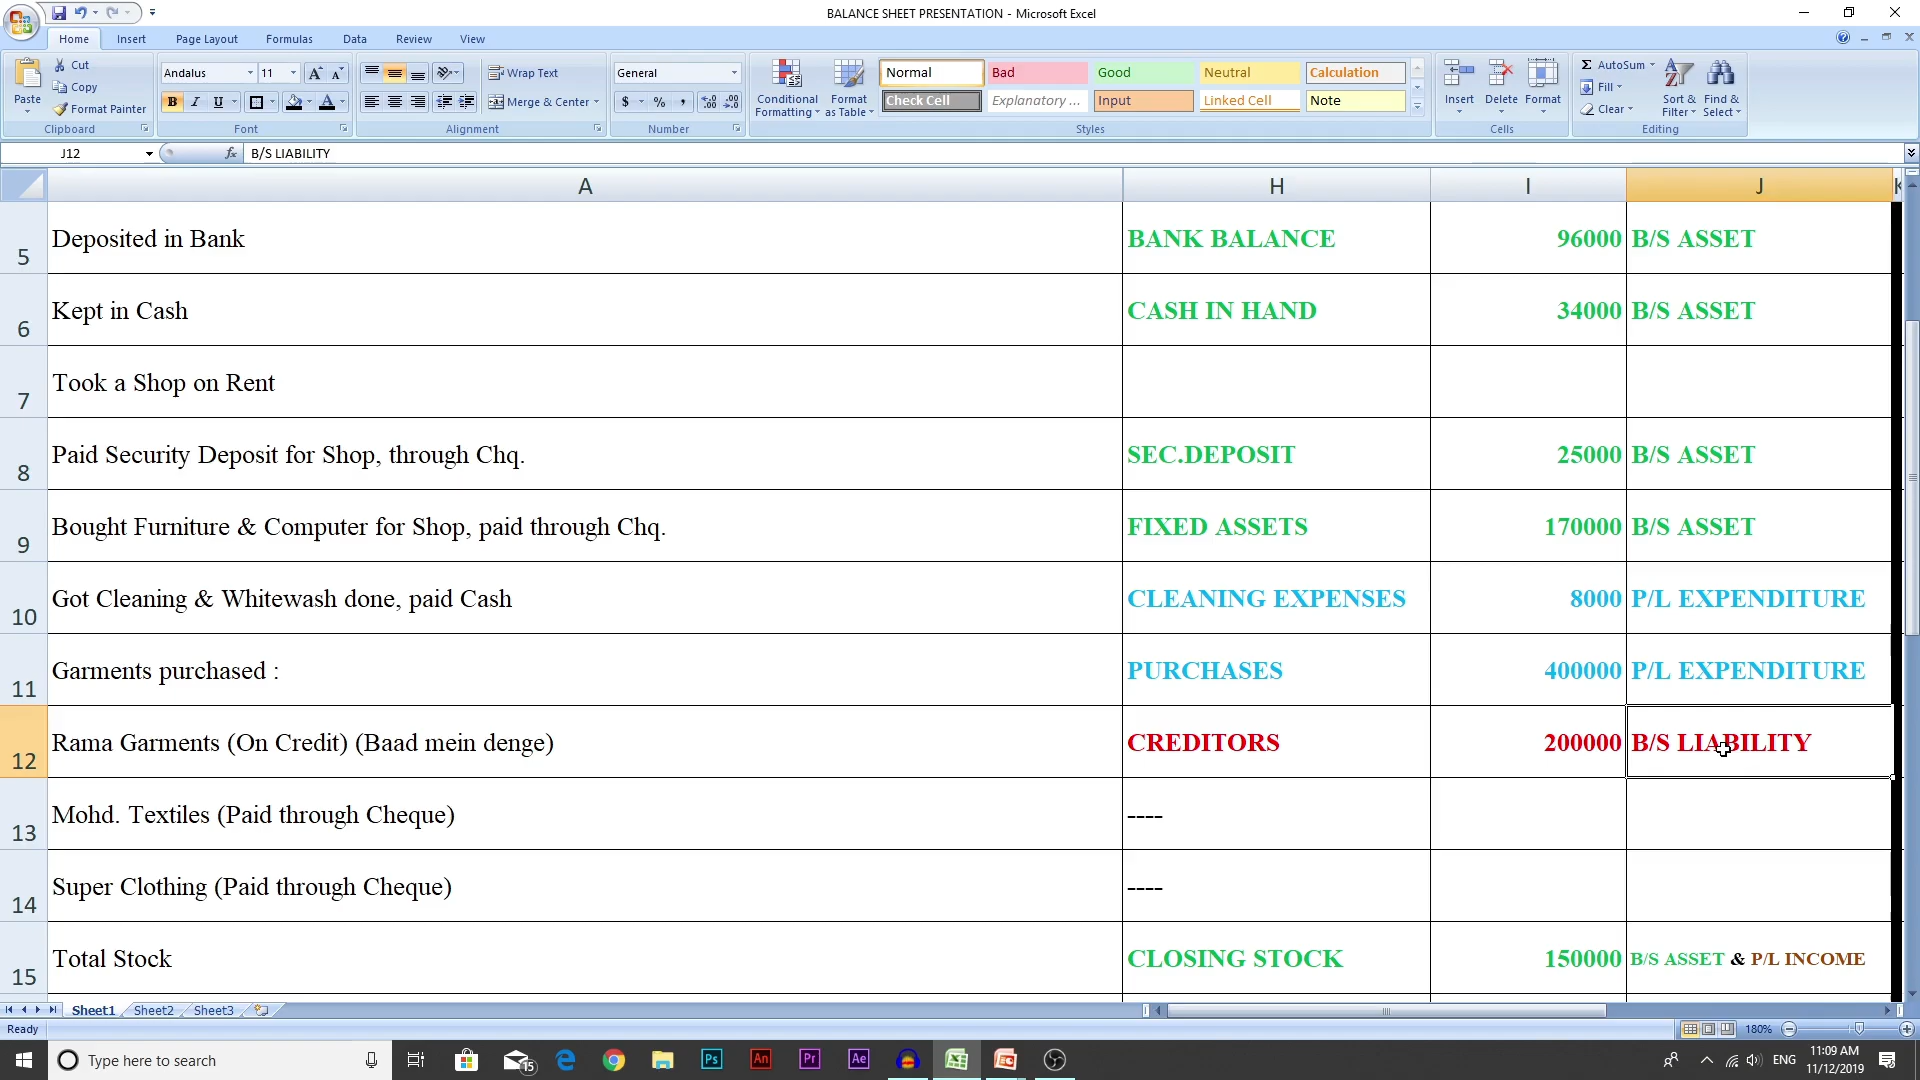 BALANCE SHEET PRESENTATION - Microsoft Excel
Home Insert Page Layout Formulas Data Review View
Paste
Cut
Copy
Format Painter
Clipboard
Andalus 11
B I U
Font
Wrap Text
Merge & Center
Alignment
General
$ % ,
Number
Conditional Formatting
Format as Table
Normal Bad Good Neutral Calculation
Check Cell Explanatory ... Input Linked Cell Note
Styles
Insert Delete Format
Cells
Σ AutoSum
Fill
Clear
Sort & Filter
Find & Select
Editing
J12 fx B/S LIABILITY
A H I J K
5 Deposited in Bank BANK BALANCE 96000 B/S ASSET
6 Kept in Cash CASH IN HAND 34000 B/S ASSET
7 Took a Shop on Rent
8 Paid Security Deposit for Shop, through Chq. SEC.DEPOSIT 25000 B/S ASSET
9 Bought Furniture & Computer for Shop, paid through Chq. FIXED ASSETS 170000 B/S ASSET
10 Got Cleaning & Whitewash done, paid Cash CLEANING EXPENSES 8000 P/L EXPENDITURE
11 Garments purchased : PURCHASES 400000 P/L EXPENDITURE
12 Rama Garments (On Credit) (Baad mein denge) CREDITORS 200000 B/S LIABILITY
13 Mohd. Textiles (Paid through Cheque) ----
14 Super Clothing (Paid through Cheque) ----
15 Total Stock CLOSING STOCK 150000 B/S ASSET & P/L INCOME
Sheet1 Sheet2 Sheet3
Ready 180%
Type here to search 15 Ps An Pr Ae ENG 11:09 AM
11/12/2019